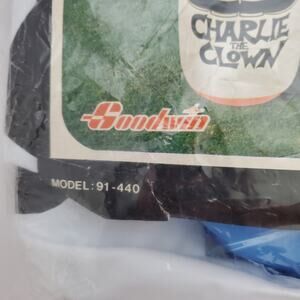 CHARLIE
THE
CLOWN
Goodwin
MODEL: 91-440